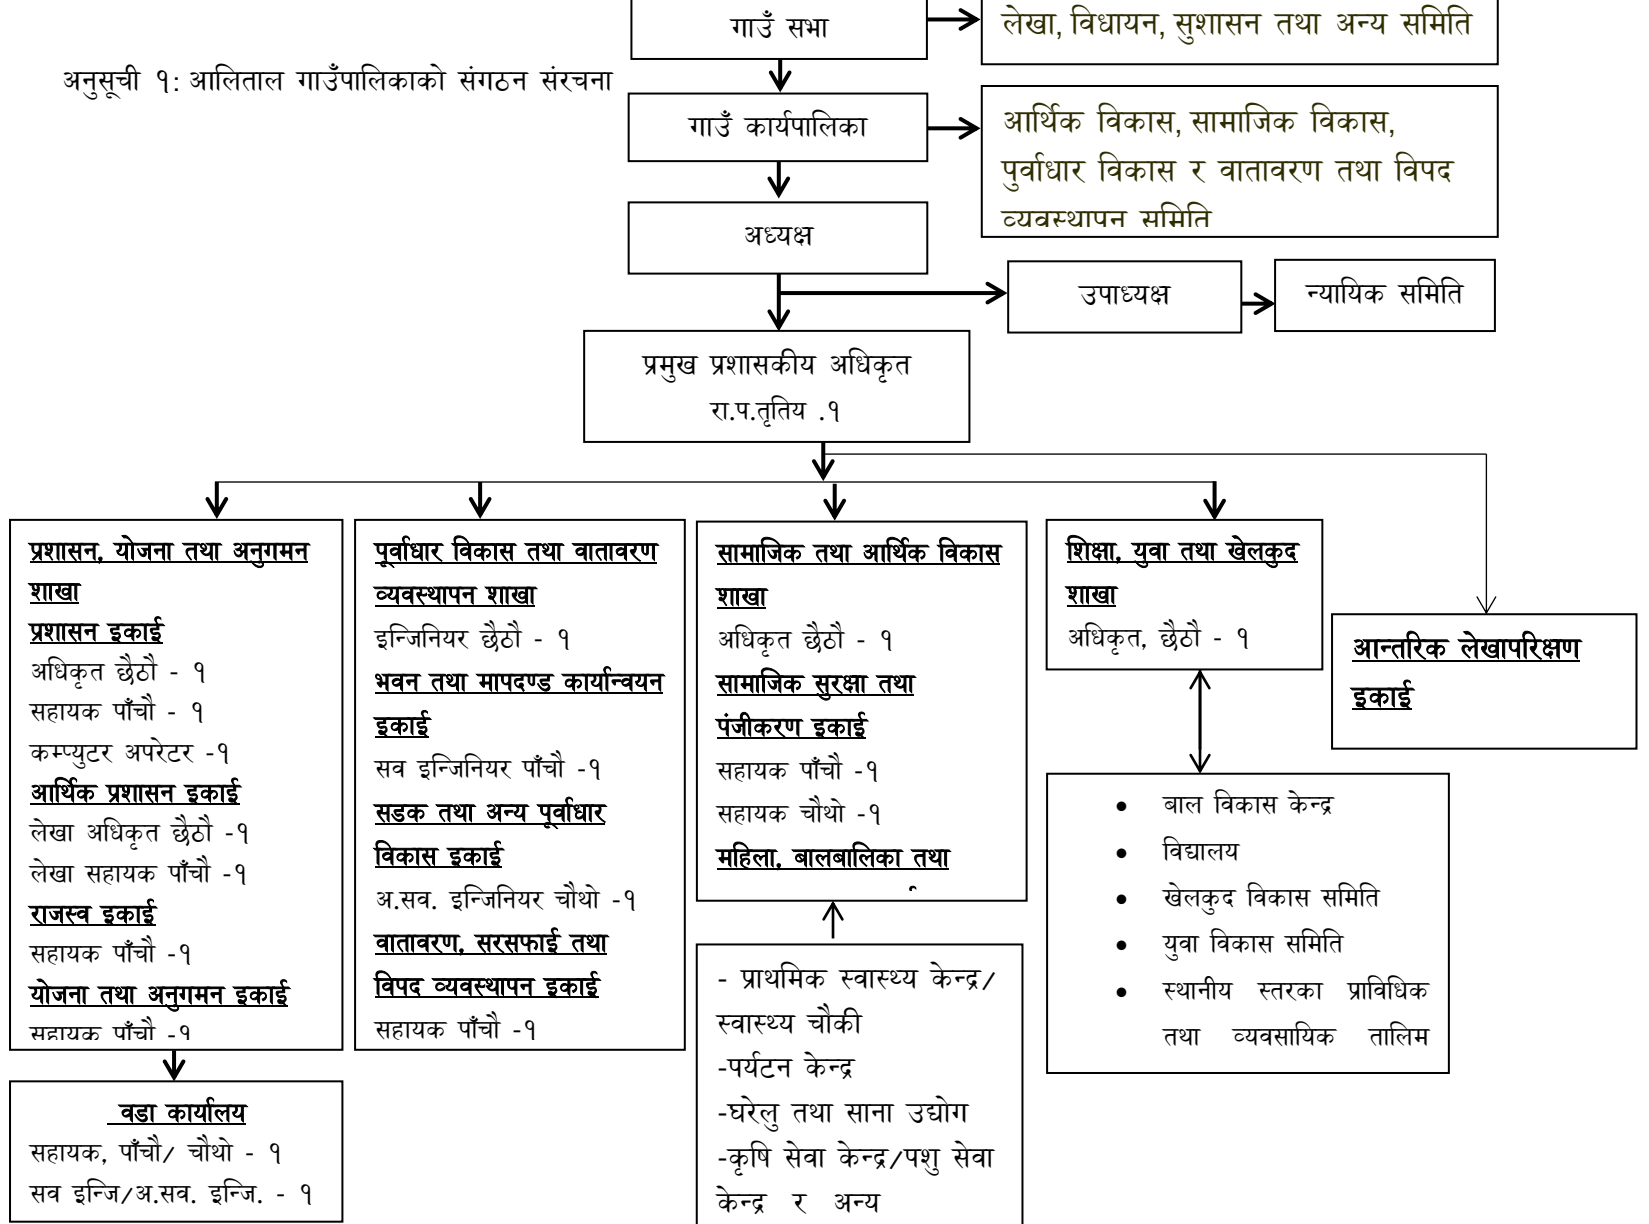 गाउँ सभा
लेखा, विधायन, सुशासन तथा अन्य समिति
अनुसूची १: आलिताल गाउँपालिकाको संगठन संरचना
गाउँ कार्यपालिका
आर्थिक विकास, सामाजिक विकास,
पुर्वाधार विकास र वातावरण तथा विपद
व्यवस्थापन समिति
अध्यक्ष
उपाध्यक्ष
न्यायिक समिति
प्रमुख प्रशासकीय अधिकृत
रा.प.तृतिय .१
प्रशासन, योजना तथा अनुगमन
शाखा
प्रशासन इकाई
अधिकृत छैठौ - १
सहायक पाँचौ - १
कम्प्युटर अपरेटर -१
आर्थिक प्रशासन इकाई
लेखा अधिकृत छैठौ -१
लेखा सहायक पाँचौ -१
राजस्व इकाई
सहायक पाँचौ -१
योजना तथा अनुगमन इकाई
सहायक पाँचौ -१
वडा कार्यालय
सहायक, पाँचौ/ चौथो - १
सव इन्जि/अ.सव. इन्जि. - १
पूर्वाधार विकास तथा वातावरण
व्यवस्थापन शाखा
इन्जिनियर छैठौ - १
भवन तथा मापदण्ड कार्यान्वयन
इकाई
सव इन्जिनियर पाँचौ -१
सडक तथा अन्य पूर्वाधार
विकास इकाई
अ.सव. इन्जिनियर चौथो -१
वातावरण, सरसफाई तथा
विपद व्यवस्थापन इकाई
सहायक पाँचौ -१
सामाजिक तथा आर्थिक विकास
शाखा
अधिकृत छैठौ - १
सामाजिक सुरक्षा तथा
पंजीकरण इकाई
सहायक पाँचौ -१
सहायक चौथो -१
महिला, बालबालिका तथा
- प्राथमिक स्वास्थ्य केन्द्र/
स्वास्थ्य चौकी
-पर्यटन केन्द्र
-घरेलु तथा साना उद्योग
-कृषि सेवा केन्द्र/पशु सेवा
केन्द्र र अन्य
शिक्षा, युवा तथा खेलकुद
शाखा
अधिकृत, छैठौ - १
• बाल विकास केन्द्र
• विद्यालय
• खेलकुद विकास समिति
• युवा विकास समिति
• स्थानीय स्तरका प्राविधिक
तथा व्यवसायिक तालिम
आन्तरिक लेखापरिक्षण
इकाई